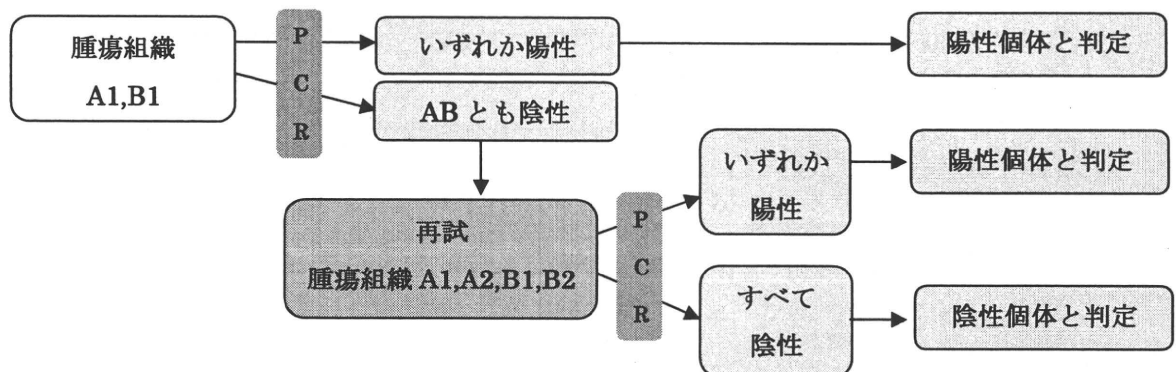 腫瘍組織
A1,B1
P
C
R
いずれか陽性
陽性個体と判定
ABとも陰性
再試
腫瘍組織 A1,A2,B1,B2
P
C
R
いずれか
陽性
陽性個体と判定
すべて
陰性
陰性個体と判定